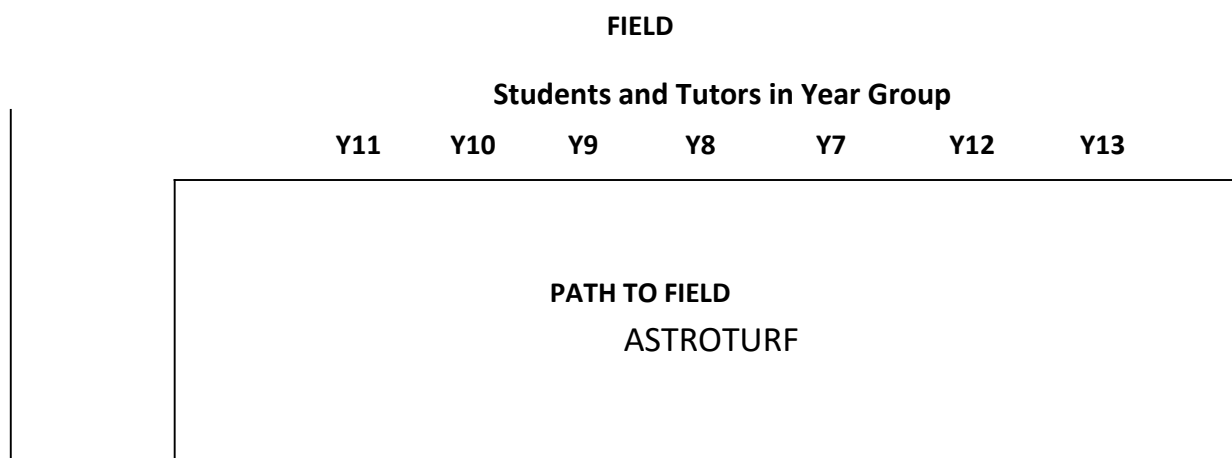 FIELD
Students and Tutors in Year Group
Y11 Y10 Y9 Y8 Y7 Y12 Y13
PATH TO FIELD
ASTROTURF